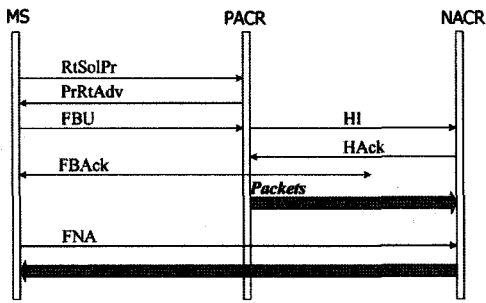 MS PACR NACR
RtSolPr
PrRtAdv
FBU HI
HAck
FBAck
Packets
FNA